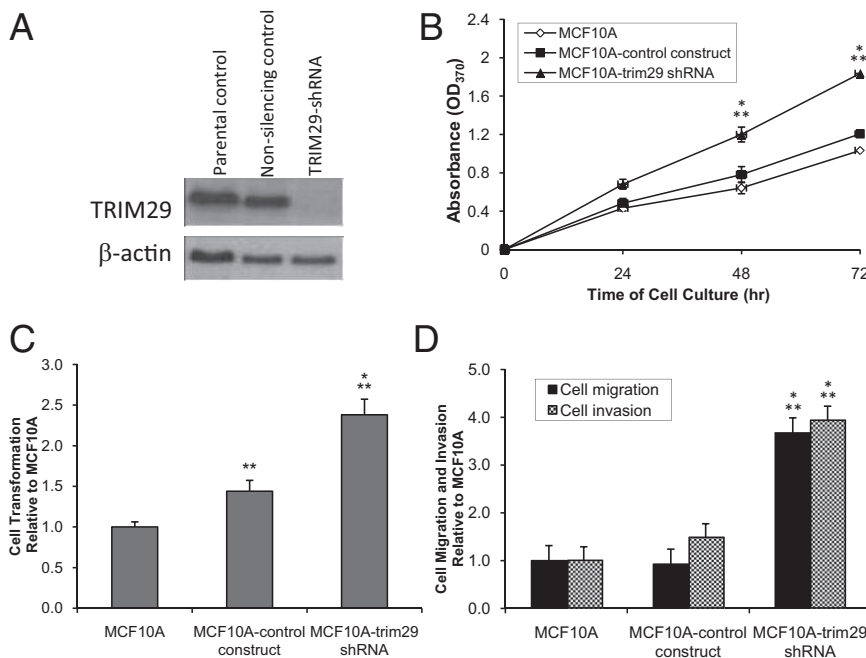 A
Parental control
Non-silencing control
TRIM29-shRNA
TRIM29
β-actin
B
MCF10A
MCF10A-control construct
MCF10A-trim29 shRNA
Absorbance (OD370)
2.4
2
1.6
1.2
0.8
0.4
0
*
**
*
**
0
24
48
72
Time of Cell Culture (hr)
C
Cell Transformation
Relative to MCF10A
3.0
2.5
2.0
1.5
1.0
0.5
0.0
**
*
**
MCF10A
MCF10A-control
construct
MCF10A-trim29
shRNA
D
Cell migration
Cell invasion
Cell Migration and Invasion
Relative to MCF10A
5.0
4.0
3.0
2.0
1.0
0.0
*
**
*
**
MCF10A
MCF10A-control
construct
MCF10A-trim29
shRNA